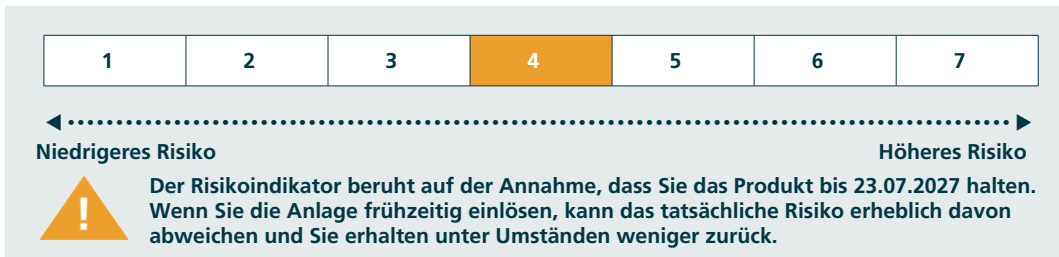 1 2 3 4 5 6 7
Niedrigeres Risiko Höheres Risiko
!
Der Risikoindikator beruht auf der Annahme, dass Sie das Produkt bis 23.07.2027 halten.
Wenn Sie die Anlage frühzeitig einlösen, kann das tatsächliche Risiko erheblich davon
abweichen und Sie erhalten unter Umständen weniger zurück.